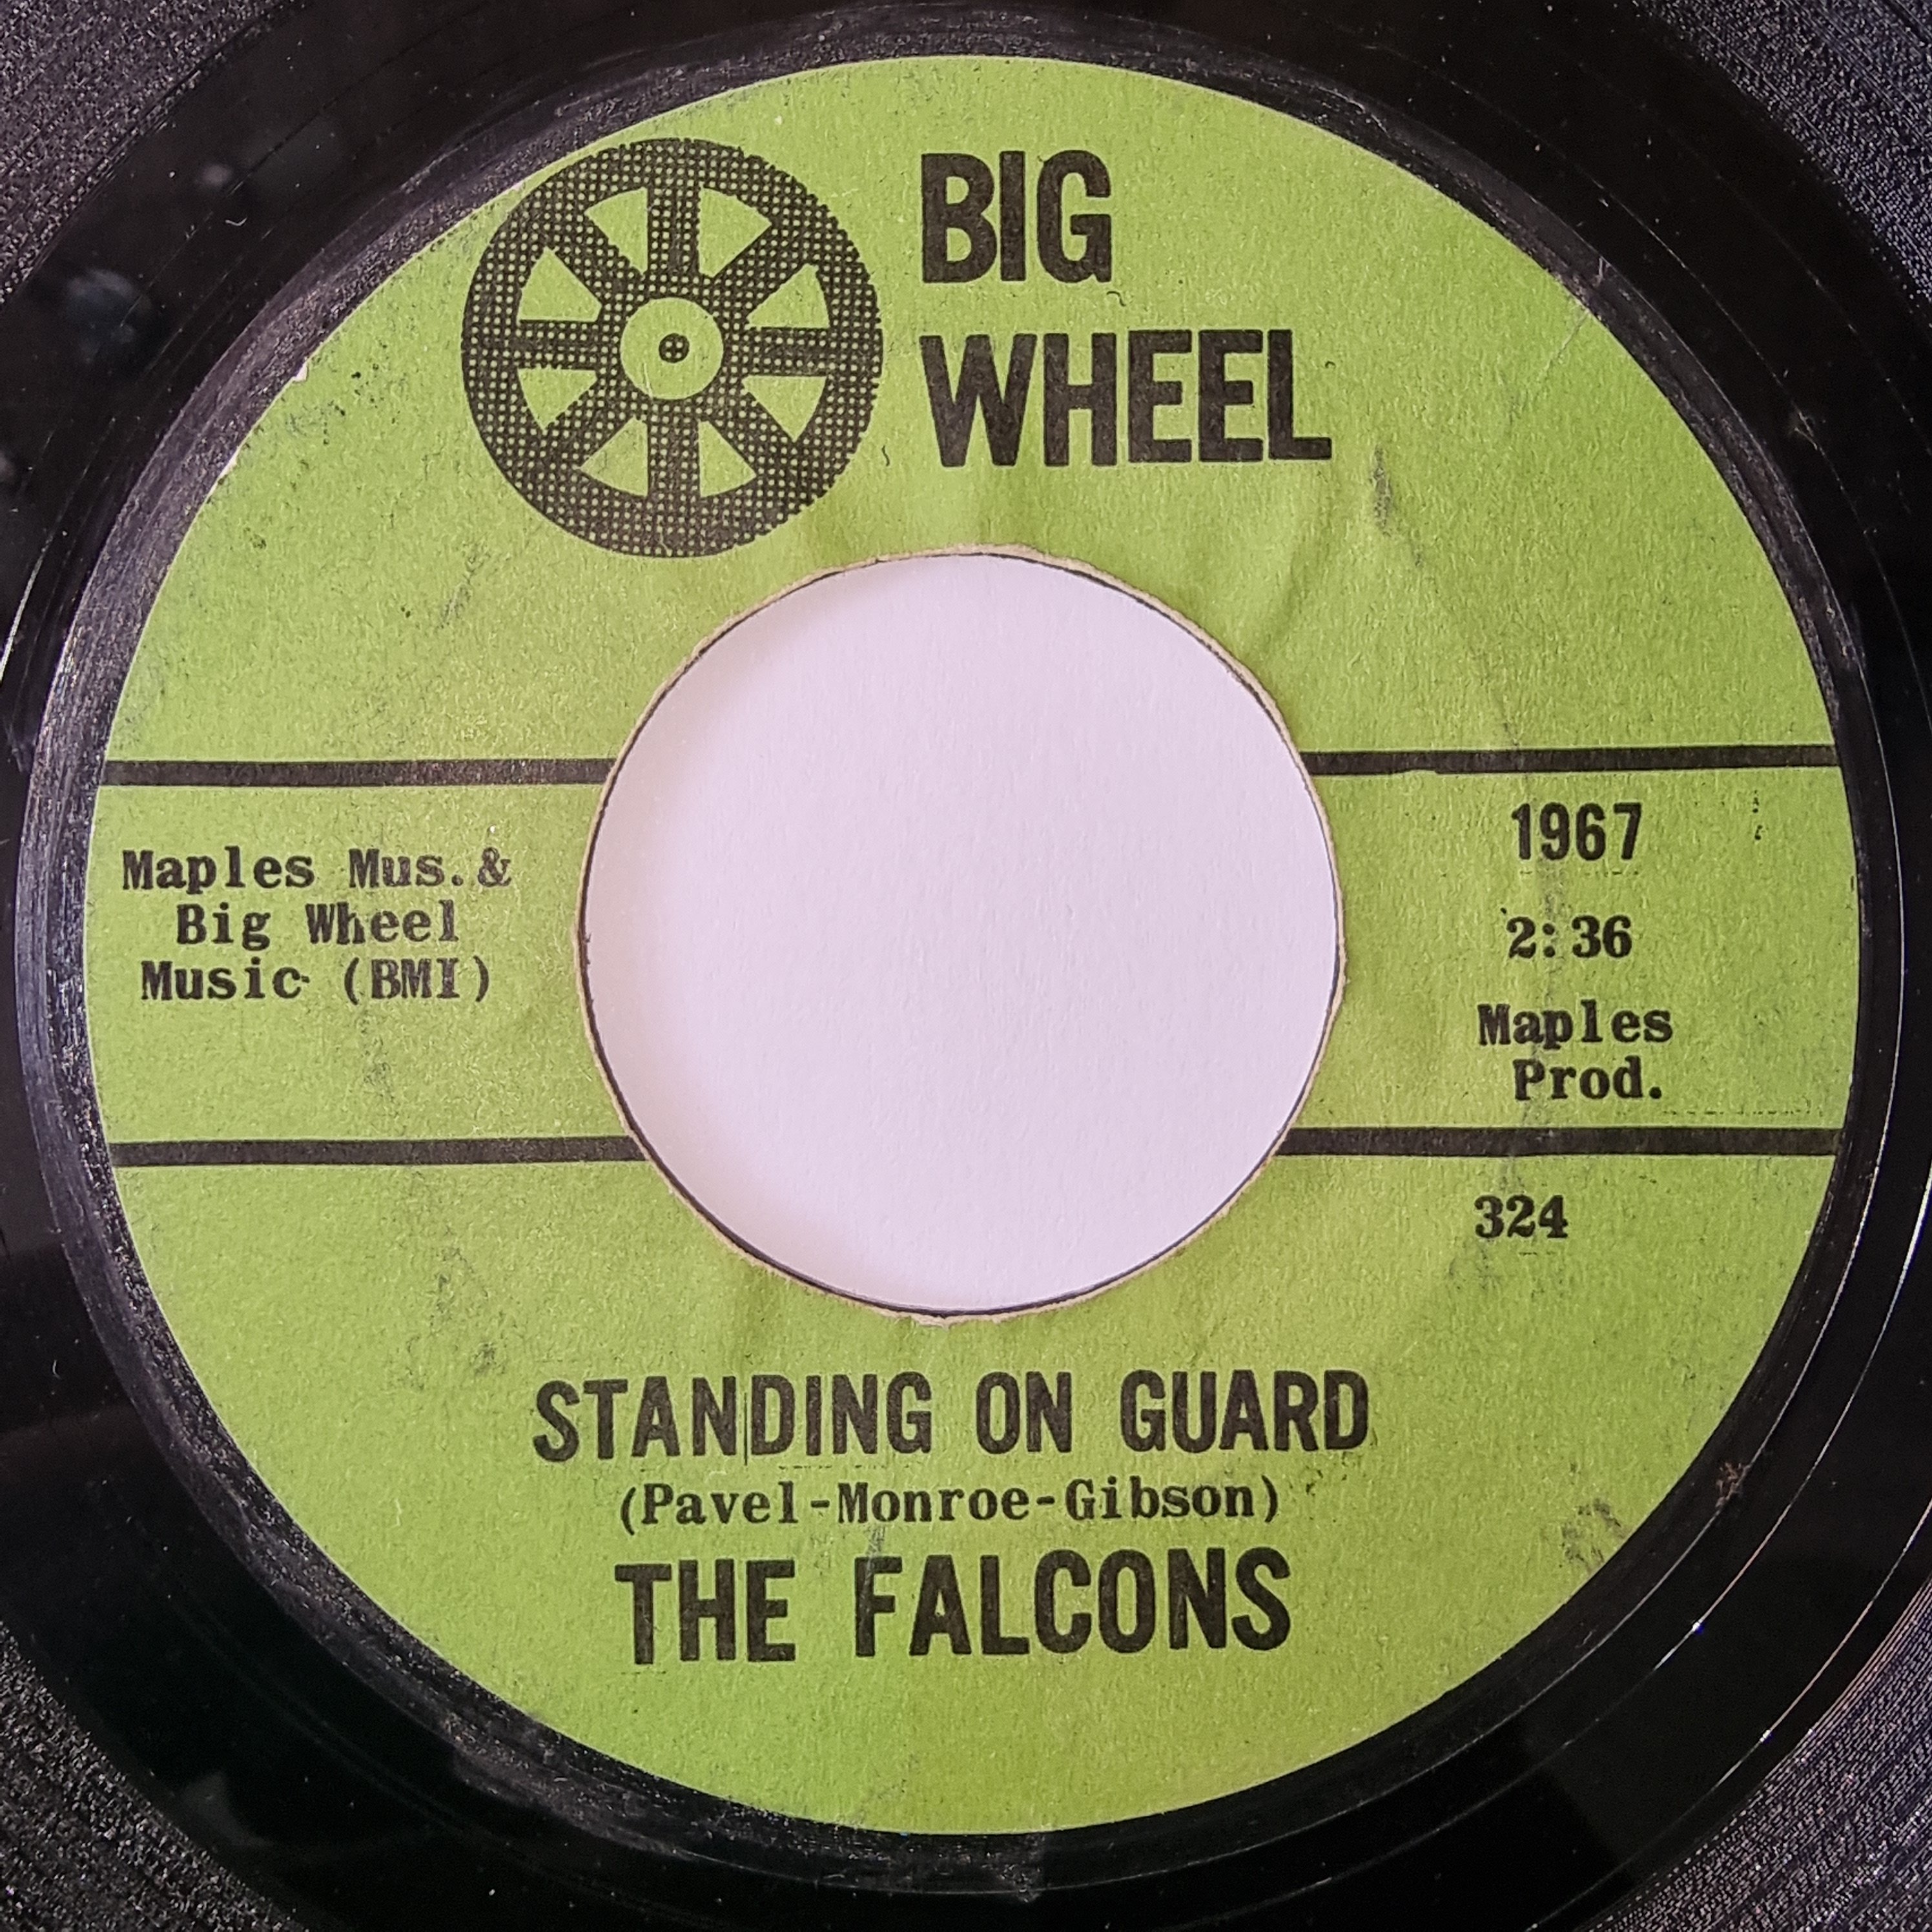 BIG
WHEEL
Maples Mus.&
Big Wheel
Music (BMI)
1967
2:36
Maples
Prod.
324
STANDING ON GUARD
(Pavel-Monroe-Gibson)
THE FALCONS